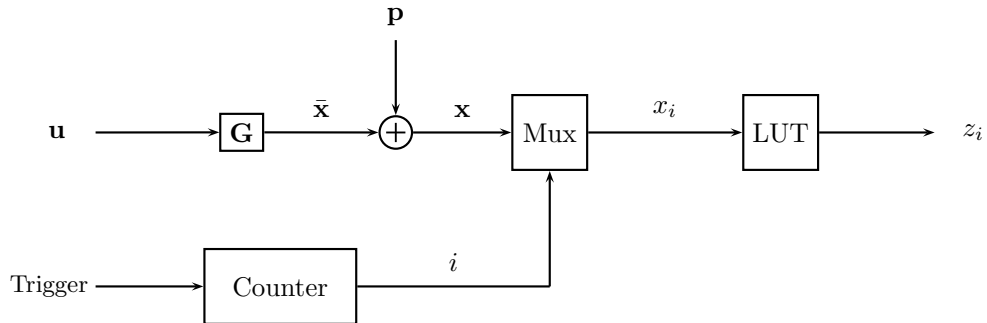 p
u
G
x̄
+
x
Mux
x_i
LUT
z_i
Trigger
Counter
i